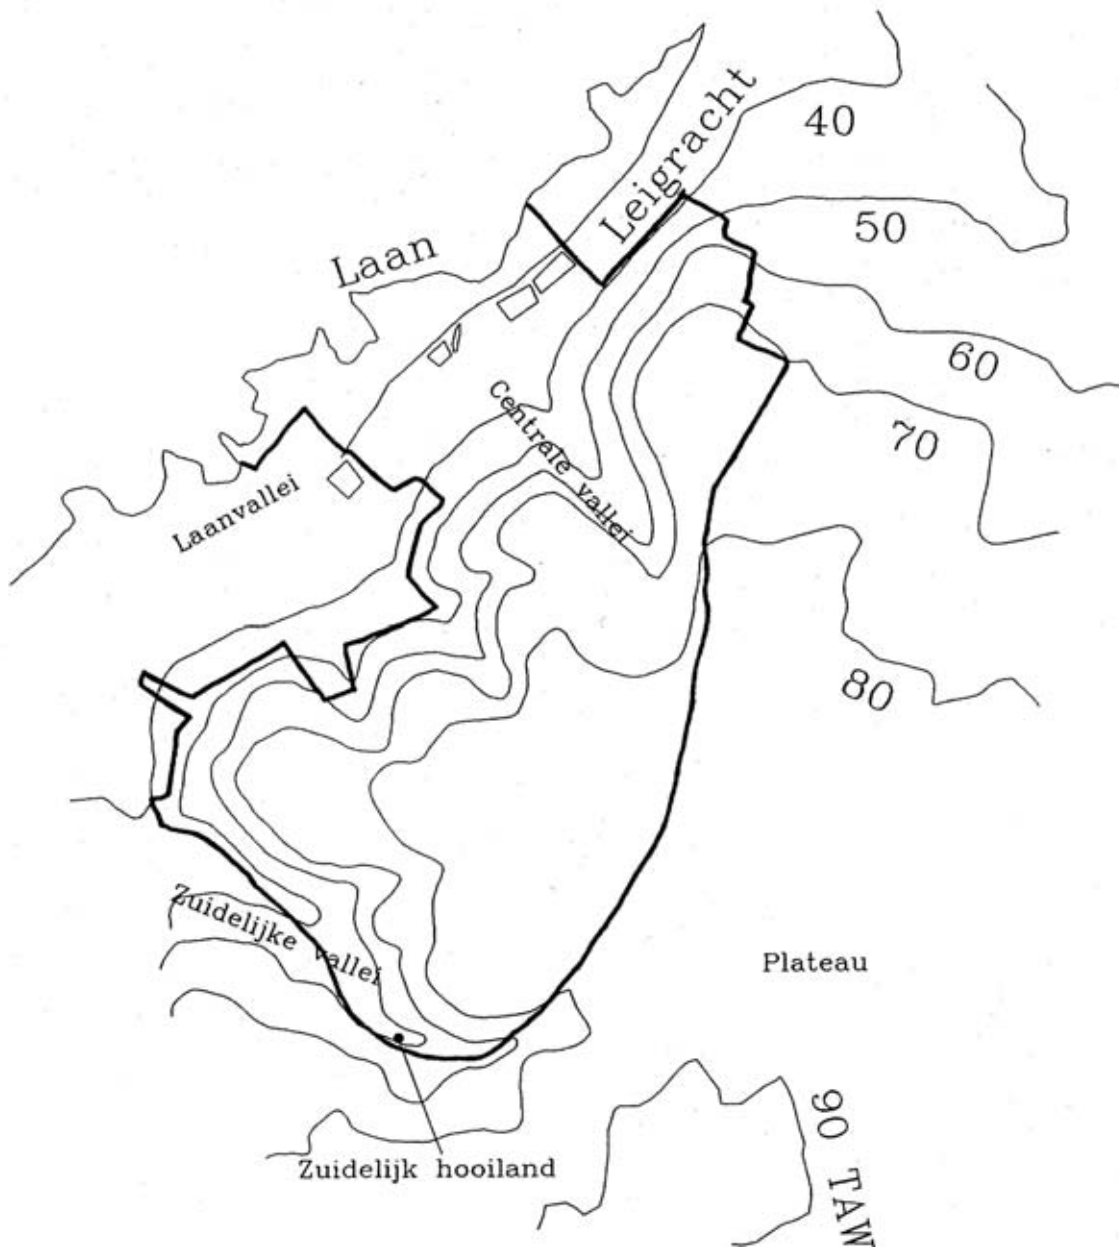 40
Leigracht
50
Laan
60
70
Centrale vallei
Laanvallei
80
Zuidelijke vallei
Plateau
90 TAW
Zuidelijk hooiland